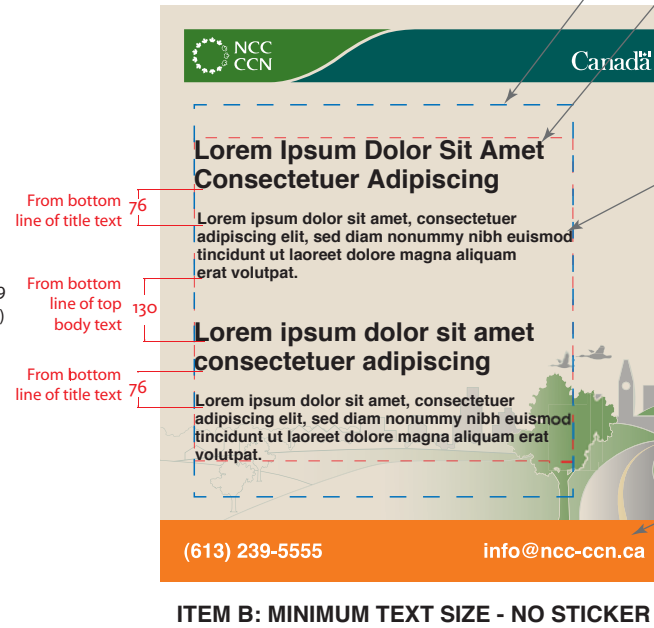 NCC
CCN
Canada
Lorem Ipsum Dolor Sit Amet
Consectetuer Adipiscing
From bottom
line of title text
76
Lorem ipsum dolor sit amet, consectetuer
adipiscing elit, sed diam nonummy nibh euismod
tincidunt ut laoreet dolore magna aliquam
erat volutpat.
9
)
From bottom
line of top
body text
130
Lorem ipsum dolor sit amet
consectetuer adipiscing
From bottom
line of title text
76
Lorem ipsum dolor sit amet, consectetuer
adipiscing elit, sed diam nonummy nibh euismod
tincidunt ut laoreet dolore magna aliquam erat
volutpat.
(613) 239-5555
info@ncc-ccn.ca
ITEM B: MINIMUM TEXT SIZE - NO STICKER